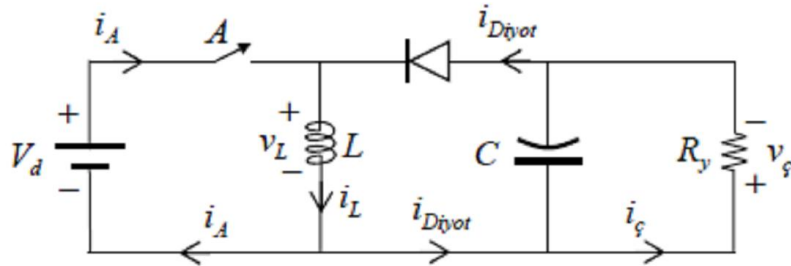 i_A A i_Diyot
+ + −
V_d v_L L C R_y v_ç
− − +
i_A i_L i_Diyot i_ç